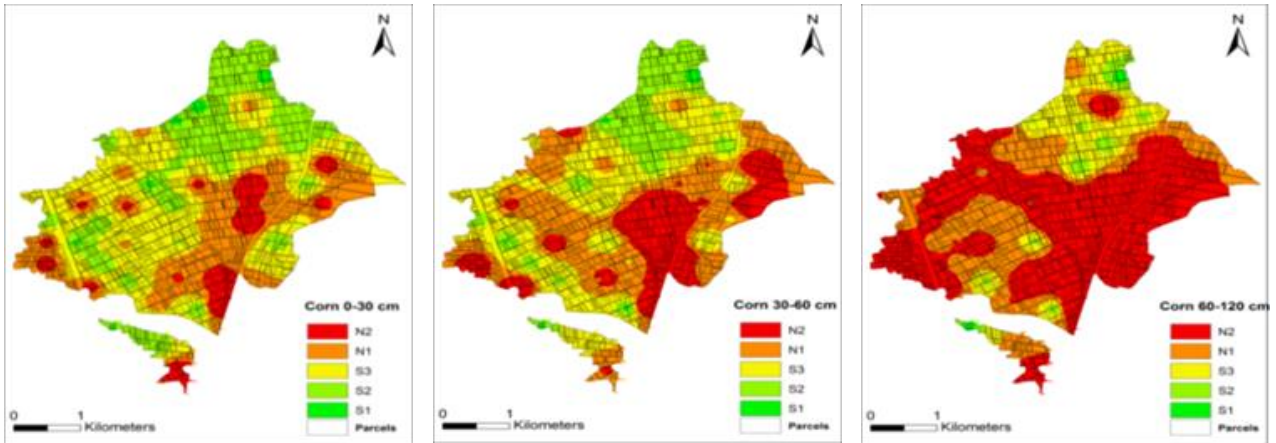 N
Corn 0-30 cm
N2
N1
S3
S2
S1
Parcels
0 1
Kilometers
N
Corn 30-60 cm
N2
N1
S3
S2
S1
Parcels
0 1
Kilometers
N
Corn 60-120 cm
N2
N1
S3
S2
S1
Parcels
0 1
Kilometers